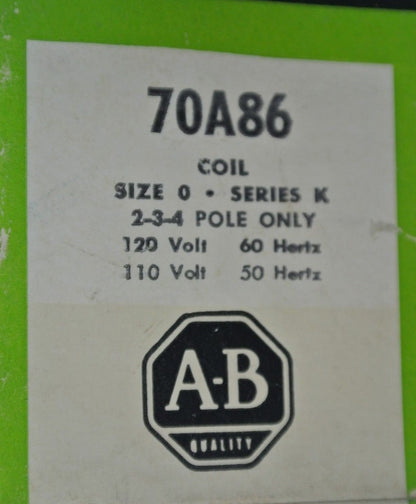 70A86
COIL
SIZE 0 • SERIES K
2-3-4 POLE ONLY
120 Volt 60 Hertz
110 Volt 50 Hertz
A-B
QUALITY